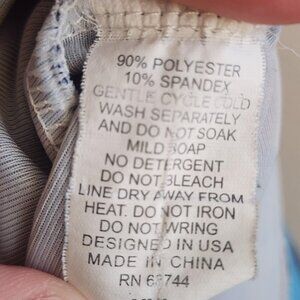 90% POLYESTER
10% SPANDEX
GENTLE CYCLE COLD
WASH SEPARATELY
AND DO NOT SOAK
MILD SOAP
NO DETERGENT
DO NOT BLEACH
LINE DRY AWAY FROM
HEAT. DO NOT IRON
DO NOT WRING
DESIGNED IN USA
MADE IN CHINA
RN